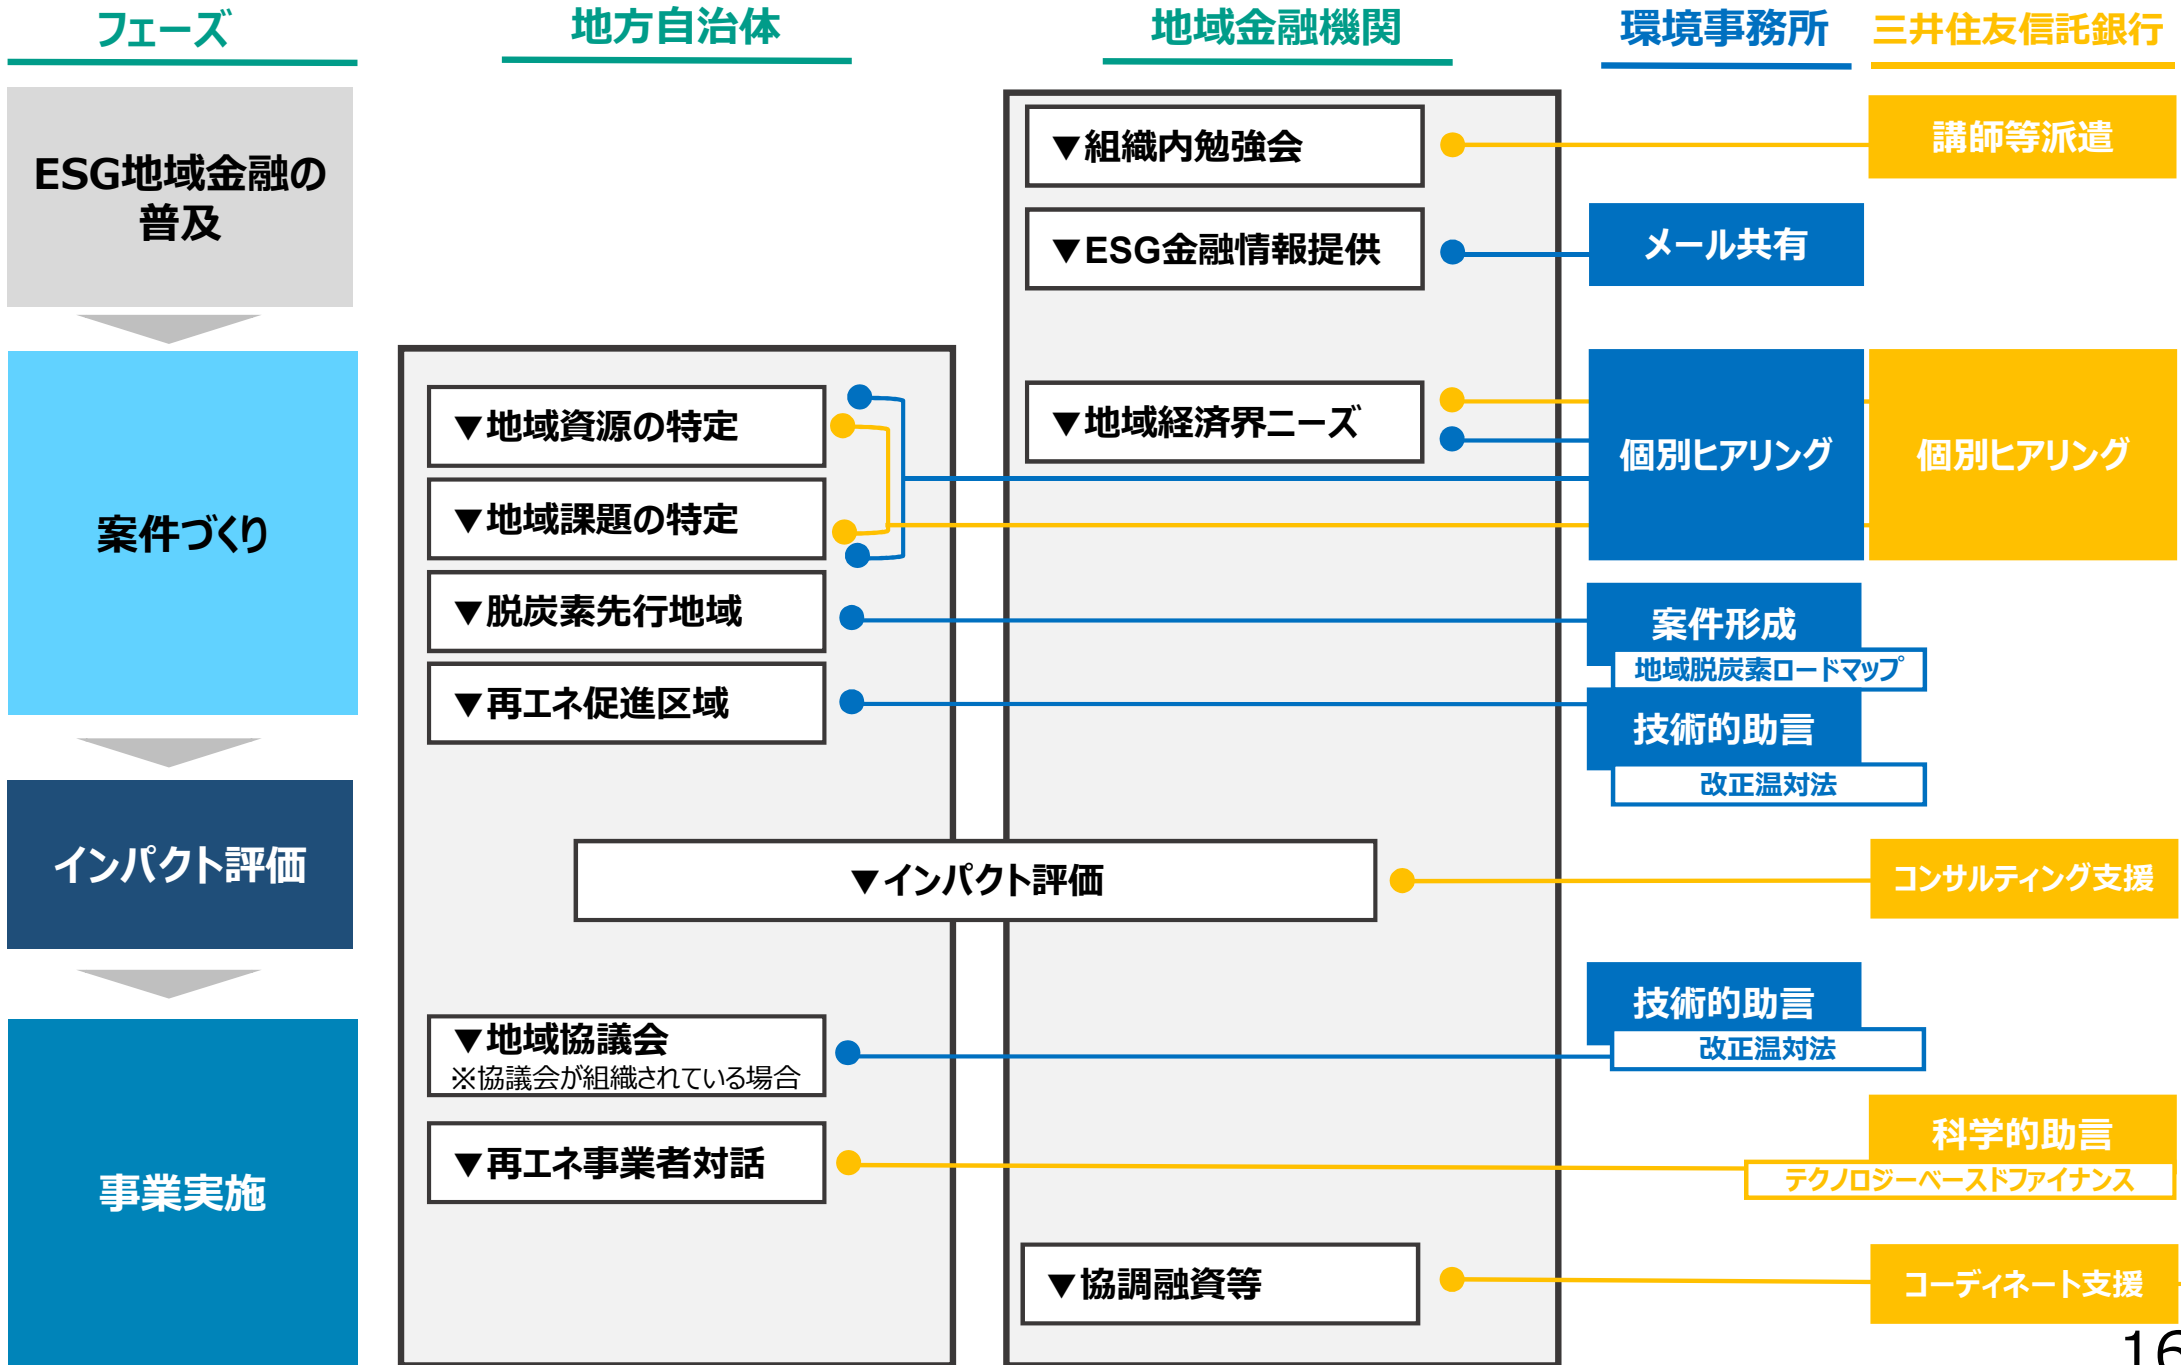 フェーズ
地方自治体
地域金融機関
環境事務所
三井住友信託銀行
ESG地域金融の
普及
▼組織内勉強会
講師等派遣
▼ESG金融情報提供
メール共有
案件づくり
▼地域資源の特定
▼地域経済界ニーズ
個別ヒアリング
個別ヒアリング
▼地域課題の特定
▼脱炭素先行地域
案件形成
地域脱炭素ロードマップ
▼再エネ促進区域
技術的助言
改正温対法
インパクト評価
▼インパクト評価
コンサルティング支援
事業実施
▼地域協議会
※協議会が組織されている場合
技術的助言
改正温対法
▼再エネ事業者対話
科学的助言
テクノロジーベースドファイナンス
▼協調融資等
コーディネート支援
16